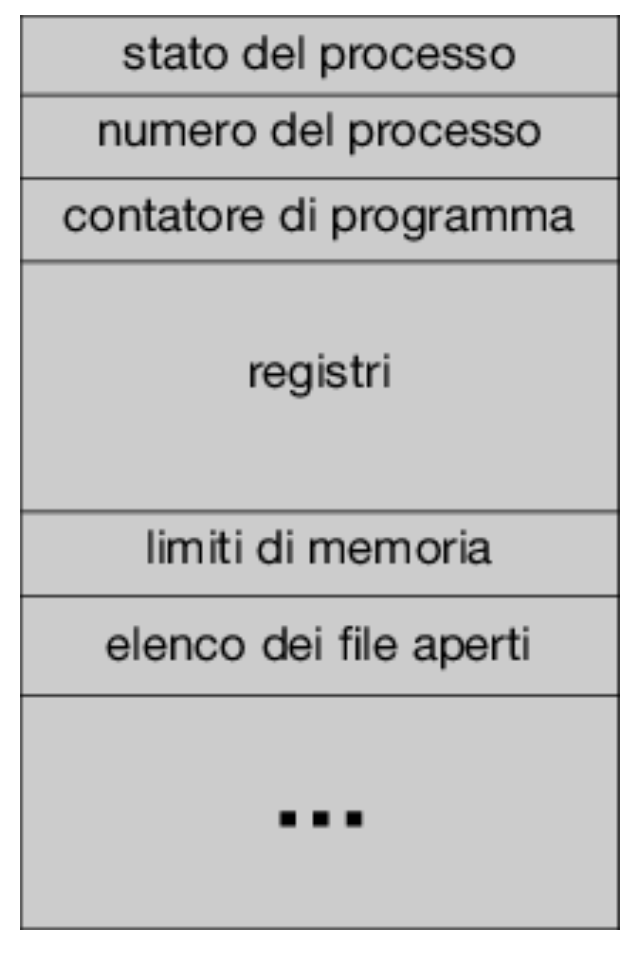 stato del processo
numero del processo
contatore di programma
registri
limiti di memoria
elenco dei file aperti
...